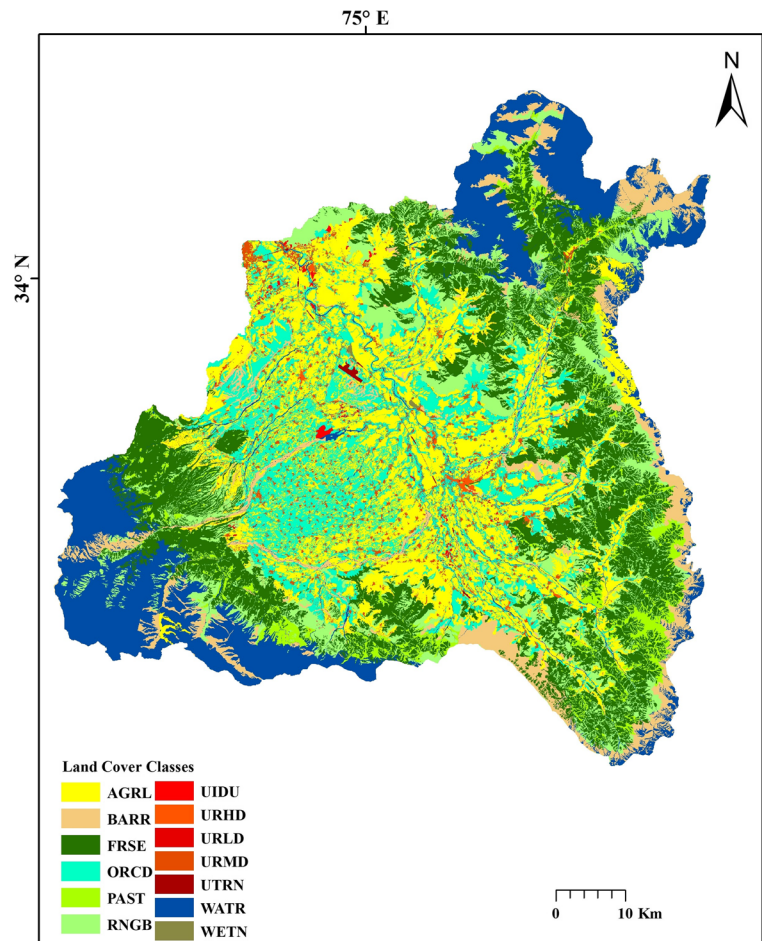 75° E
N
34° N
Land Cover Classes
AGRL
BARR
FRSE
ORCD
PAST
RNGB
UIDU
URHD
URLD
URMD
UTRN
WATR
WETN
0 10 Km